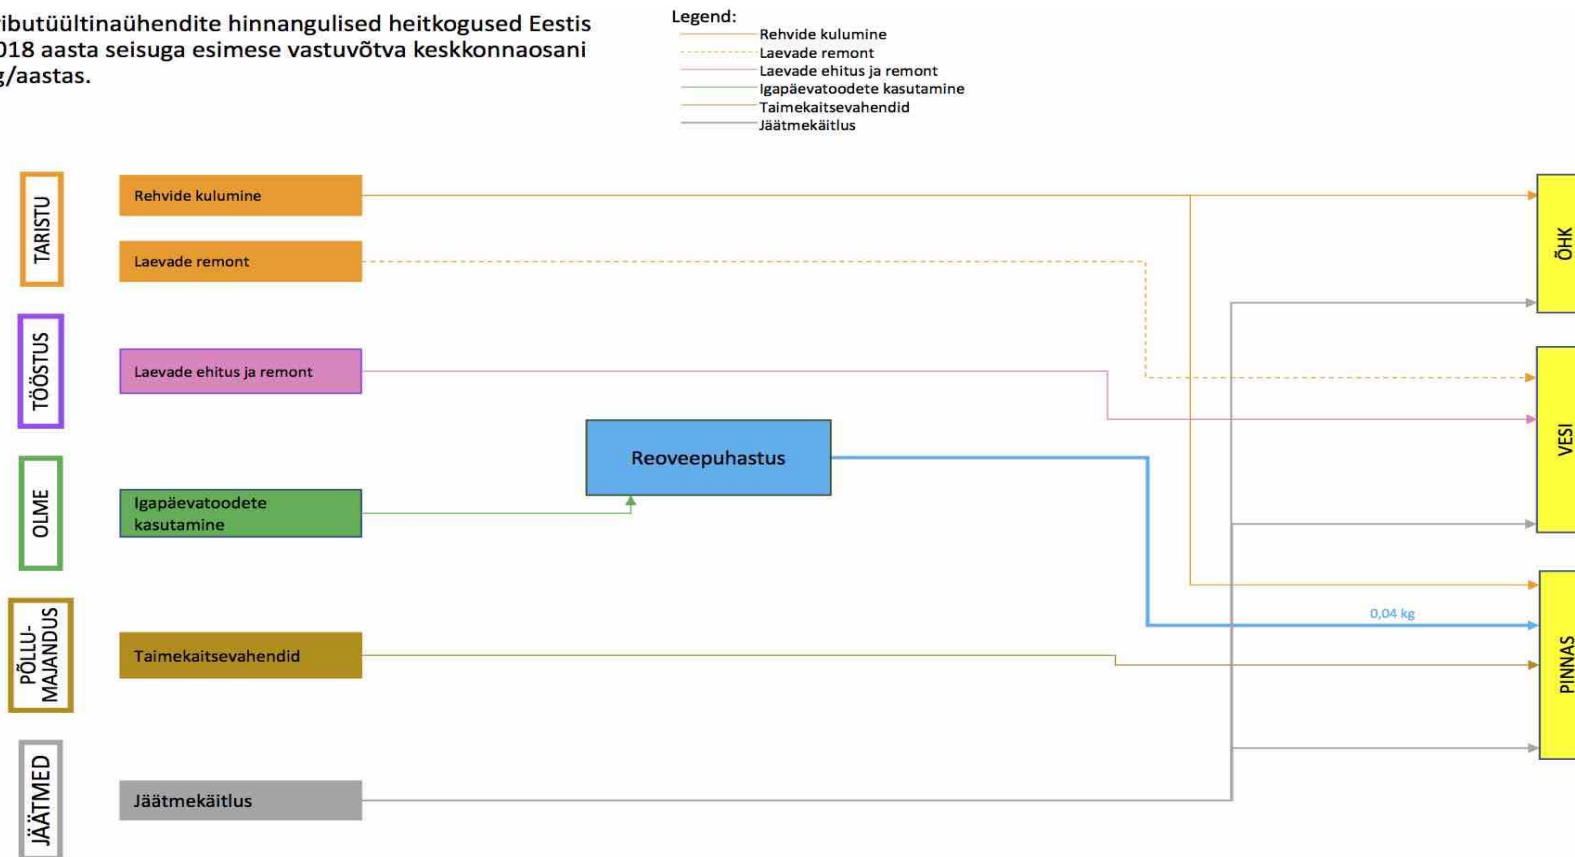 ributüültinaühendite hinnangulised heitkogused Eestis
018 aasta seisuga esimese vastuvõtva keskkonnaosani
g/aastas.
Legend:
Rehvide kulumine
Laevade remont
Laevade ehitus ja remont
Igapäevatoodete kasutamine
Taimekaitsevahendid
Jäätmekäitlus
TARISTU
Rehvide kulumine
Laevade remont
ÕHK
TÖÖSTUS
Laevade ehitus ja remont
VESI
Reoveepuhastus
OLME
Igapäevatoodete
kasutamine
0,04 kg
PÕLLU-
MAJANDUS
Taimekaitsevahendid
PINNAS
JÄÄTMED
Jäätmekäitlus